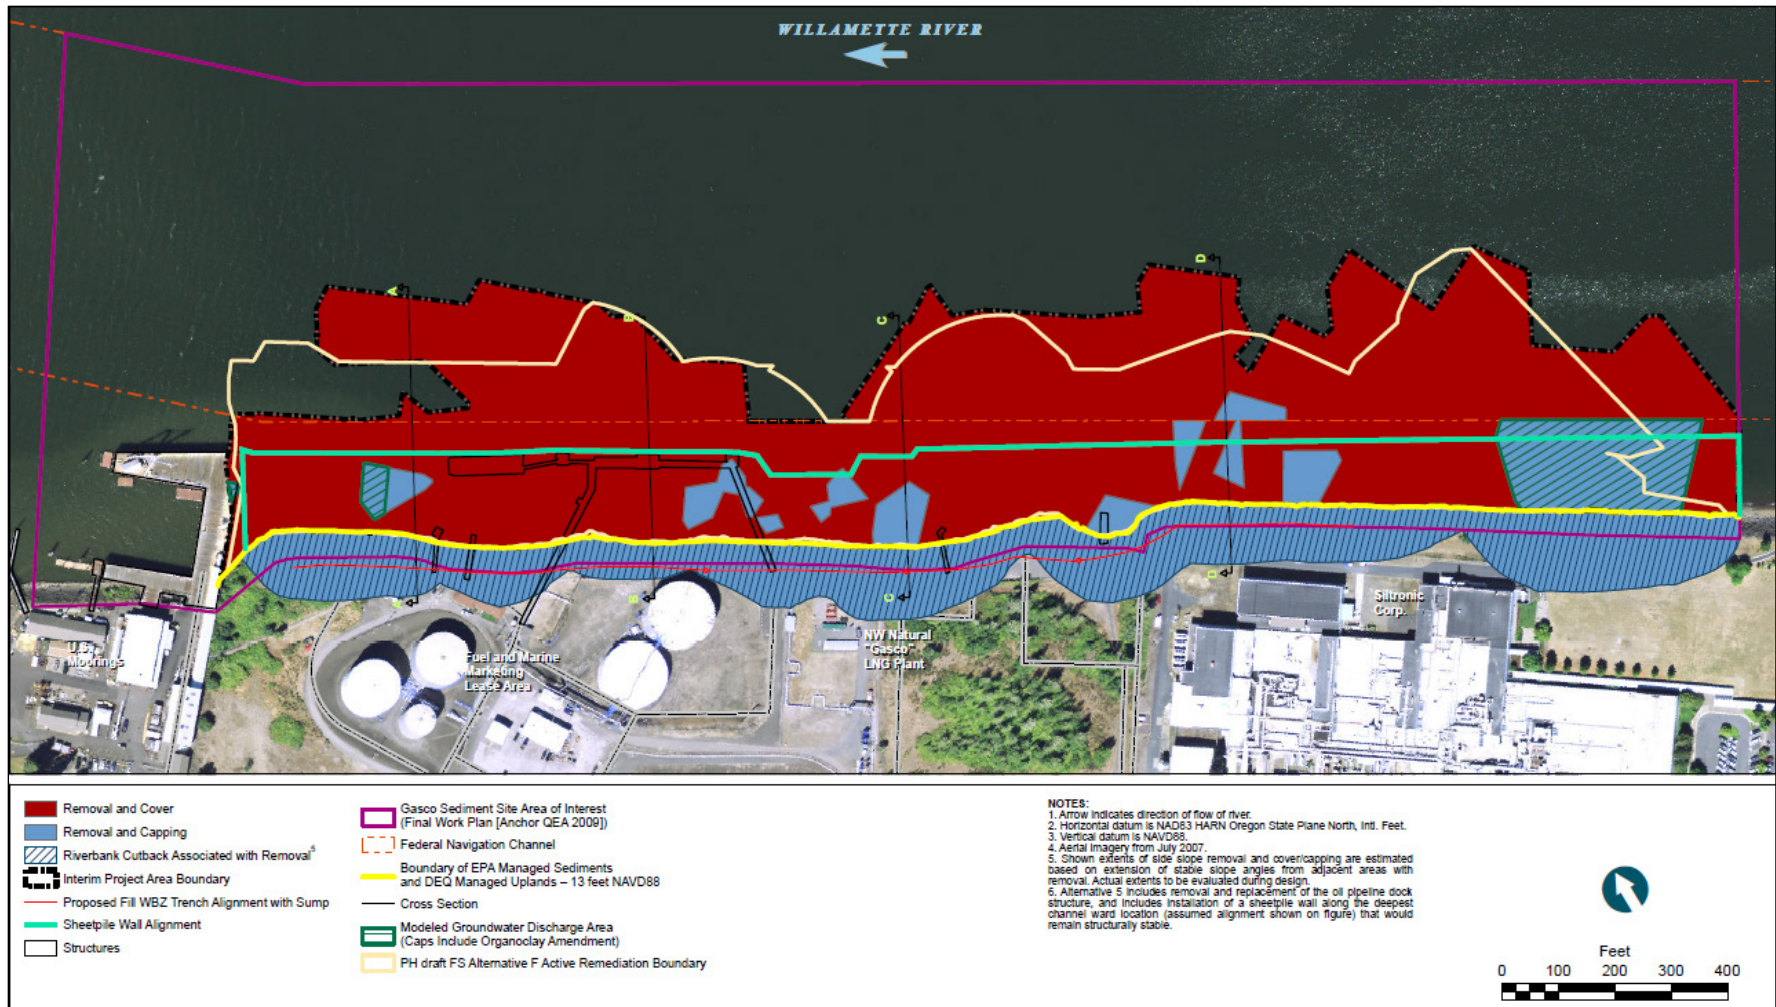 WILLAMETTE RIVER
A
B
C
D
A
B
C
D
U.S.
Moorings
Fuel and Marine
Marketing
Lease Area
NW Natural
"Gasco"
LNG Plant
Siltronic
Corp.
Removal and Cover
Removal and Capping
Riverbank Cutback Associated with Removal5
Interim Project Area Boundary
Proposed Fill WBZ Trench Alignment with Sump
Sheetpile Wall Alignment
Structures
Gasco Sediment Site Area of Interest
(Final Work Plan [Anchor QEA 2009])
Federal Navigation Channel
Boundary of EPA Managed Sediments
and DEQ Managed Uplands – 13 feet NAVD88
Cross Section
Modeled Groundwater Discharge Area
(Caps Include Organoclay Amendment)
PH draft FS Alternative F Active Remediation Boundary
NOTES:
1. Arrow indicates direction of flow of river.
2. Horizontal datum is NAD83 HARN Oregon State Plane North, Intl. Feet.
3. Vertical datum is NAVD88.
4. Aerial Imagery from July 2007.
5. Shown extents of side slope removal and cover/capping are estimated
based on extension of stable slope angles from adjacent areas with
removal. Actual extents to be evaluated during design.
6. Alternative 5 includes removal and replacement of the oil pipeline dock
structure, and includes installation of a sheetpile wall along the deepest
channel ward location (assumed alignment shown on figure) that would
remain structurally stable.
Feet
0 100 200 300 400